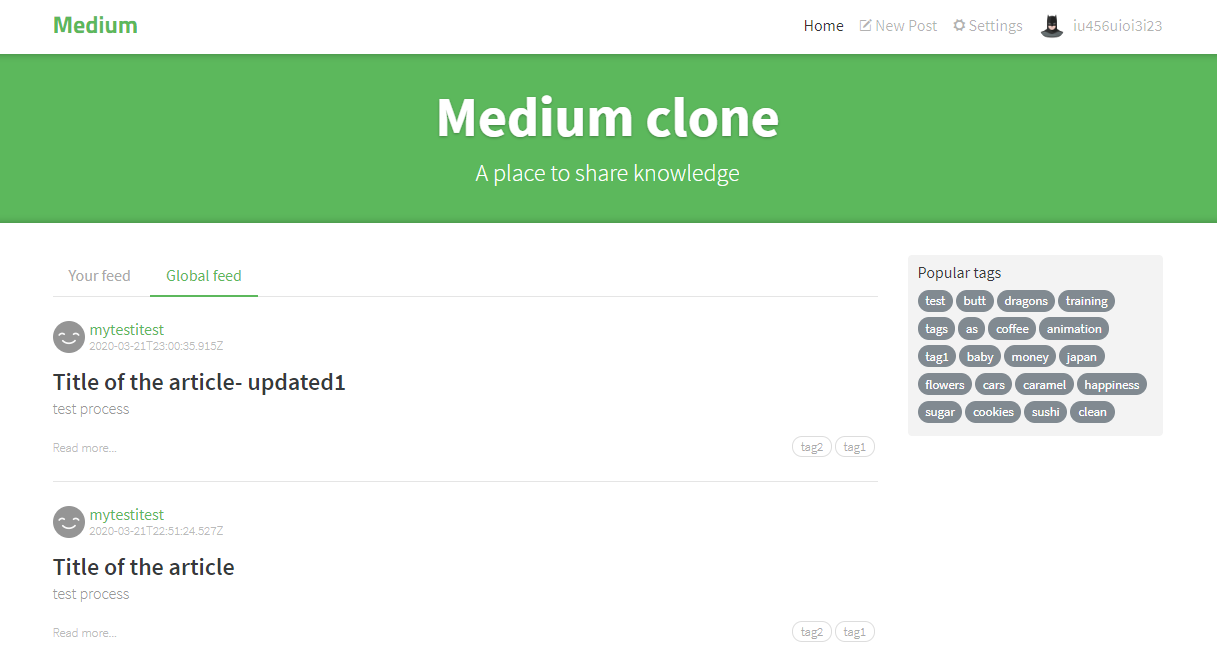 Medium
Home New Post Settings iu456uioi3i23
Medium clone
A place to share knowledge
Your feed Global feed
mytestitest
2020-03-21T23:00:35.915Z
Title of the article- updated1
test process
Read more...
tag2 tag1
mytestitest
2020-03-21T22:51:24.527Z
Title of the article
test process
Read more...
tag2 tag1
Popular tags
test butt dragons training
tags as coffee animation
tag1 baby money japan
flowers cars caramel happiness
sugar cookies sushi clean